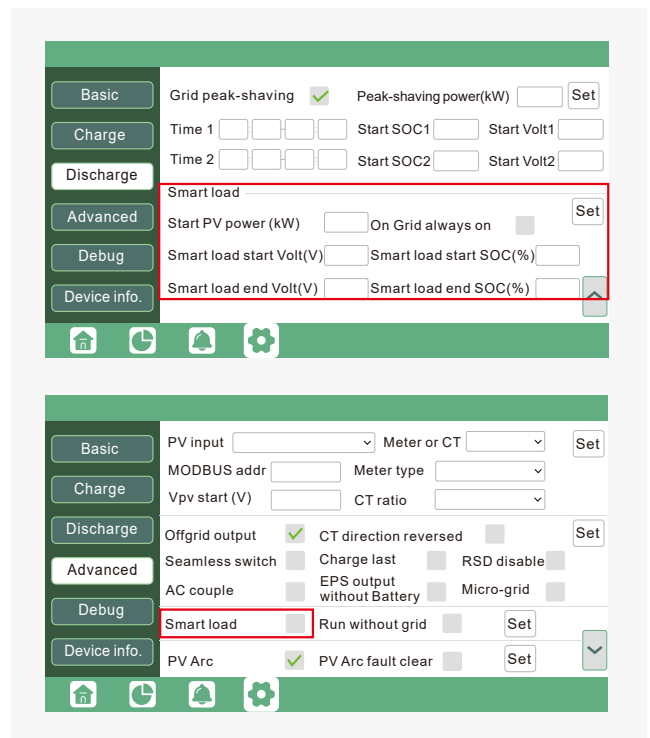 Basic
Grid peak-shaving Peak-shaving power(kW) Set
Charge
Time 1 Start SOC1 Start Volt1
Time 2 Start SOC2 Start Volt2
Discharge
Smart load
Advanced
Start PV power (kW) On Grid always on Set
Debug
Smart load start Volt(V) Smart load start SOC(%)
Device info.
Smart load end Volt(V) Smart load end SOC(%)
Basic
PV input Meter or CT Set
MODBUS addr Meter type
Charge
Vpv start (V) CT ratio
Discharge
Offgrid output CT direction reversed Set
Advanced
Seamless switch Charge last RSD disable
AC couple EPS output
without Battery Micro-grid
Debug
Smart load Run without grid Set
Device info.
PV Arc PV Arc fault clear Set